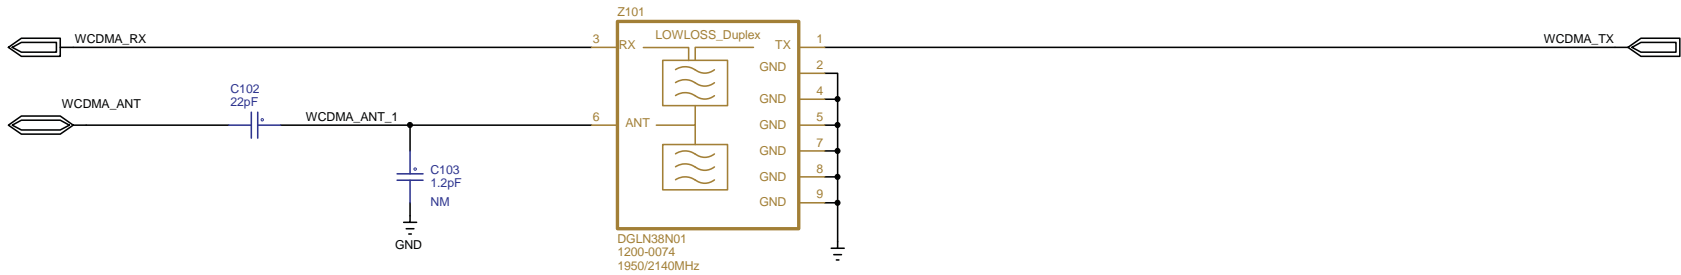 Z101
WCDMA_RX
3
RX
LOWLOSS_Duplex
TX
1
WCDMA_TX
GND
2
C102
22pF
WCDMA_ANT
WCDMA_ANT_1
6
ANT
GND
4
GND
5
GND
7
C103
1.2pF
NM
GND
8
GND
9
GND
DGLN38N01
1200-0074
1950/2140MHz